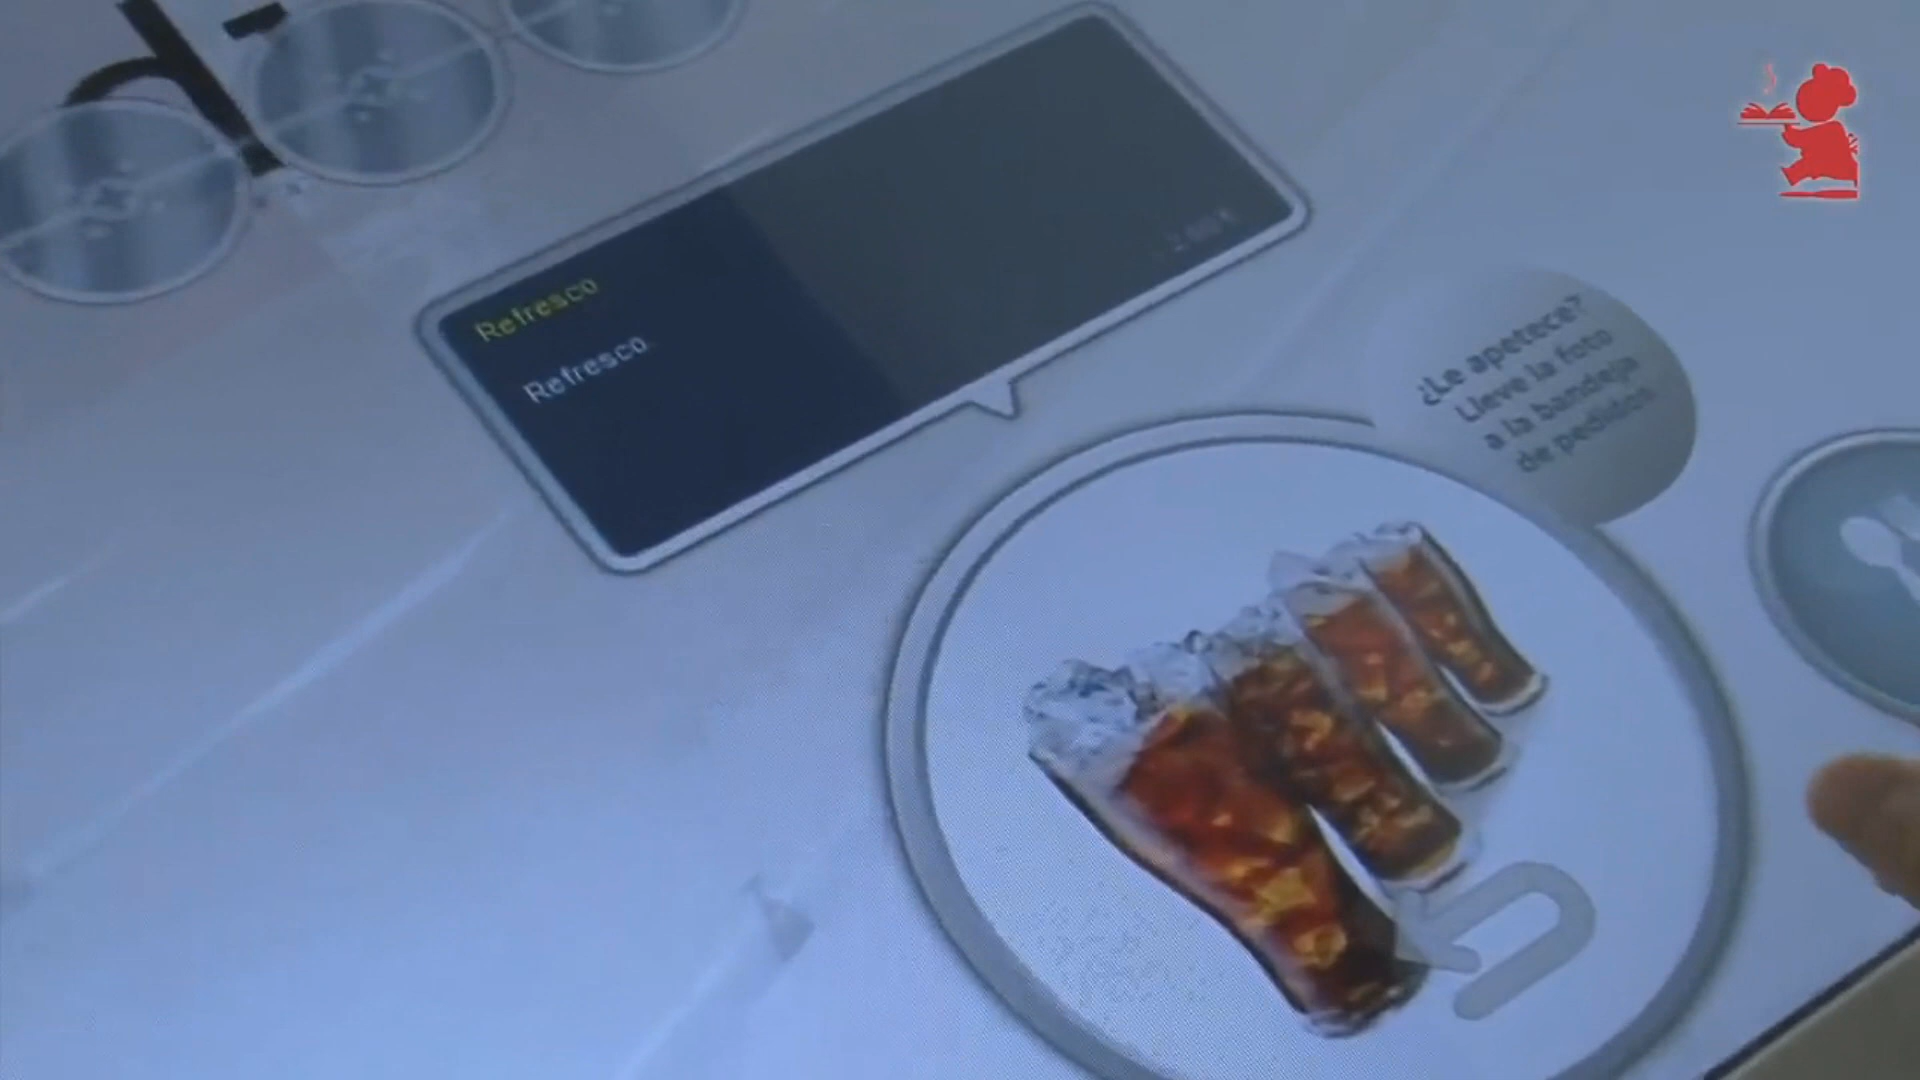 Refresco
Refresco
¿Le apetece?
Lleve la foto
a la bandeja
de pedidos